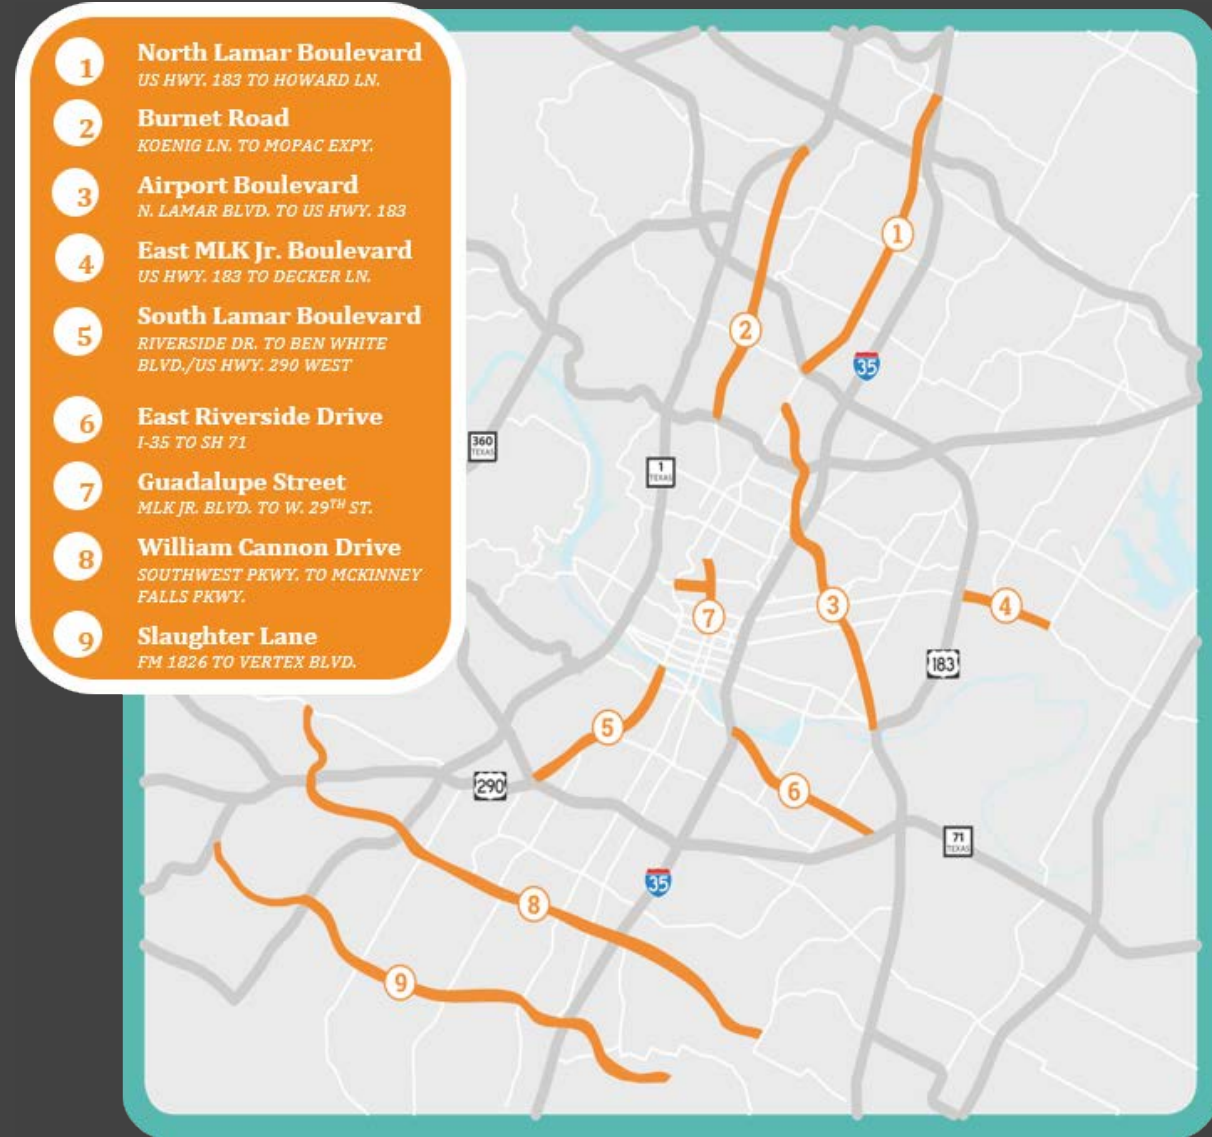 1
North Lamar Boulevard
US HWY. 183 TO HOWARD LN.
2
Burnet Road
KOENIG LN. TO MOPAC EXPY.
3
Airport Boulevard
N. LAMAR BLVD. TO US HWY. 183
4
East MLK Jr. Boulevard
US HWY. 183 TO DECKER LN.
5
South Lamar Boulevard
RIVERSIDE DR. TO BEN WHITE
BLVD./US HWY. 290 WEST
6
East Riverside Drive
I-35 TO SH 71
7
Guadalupe Street
MLK JR. BLVD. TO W. 29TH ST.
8
William Cannon Drive
SOUTHWEST PKWY. TO MCKINNEY
FALLS PKWY.
9
Slaughter Lane
FM 1826 TO VERTEX BLVD.
1
2
35
360
TEXAS
1
TEXAS
3
4
7
183
5
290
6
71
TEXAS
35
8
9